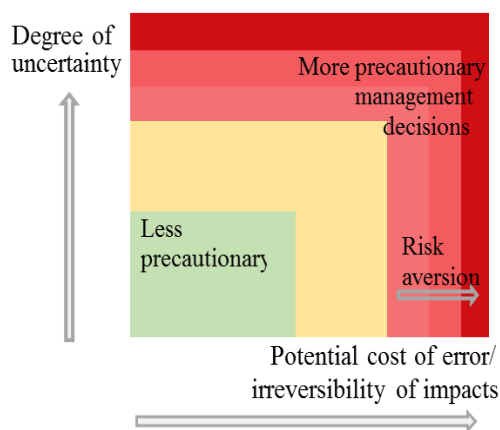 Degree of
uncertainty
More precautionary
management
decisions
Less
precautionary
Risk
aversion
Potential cost of error/
irreversibility of impacts